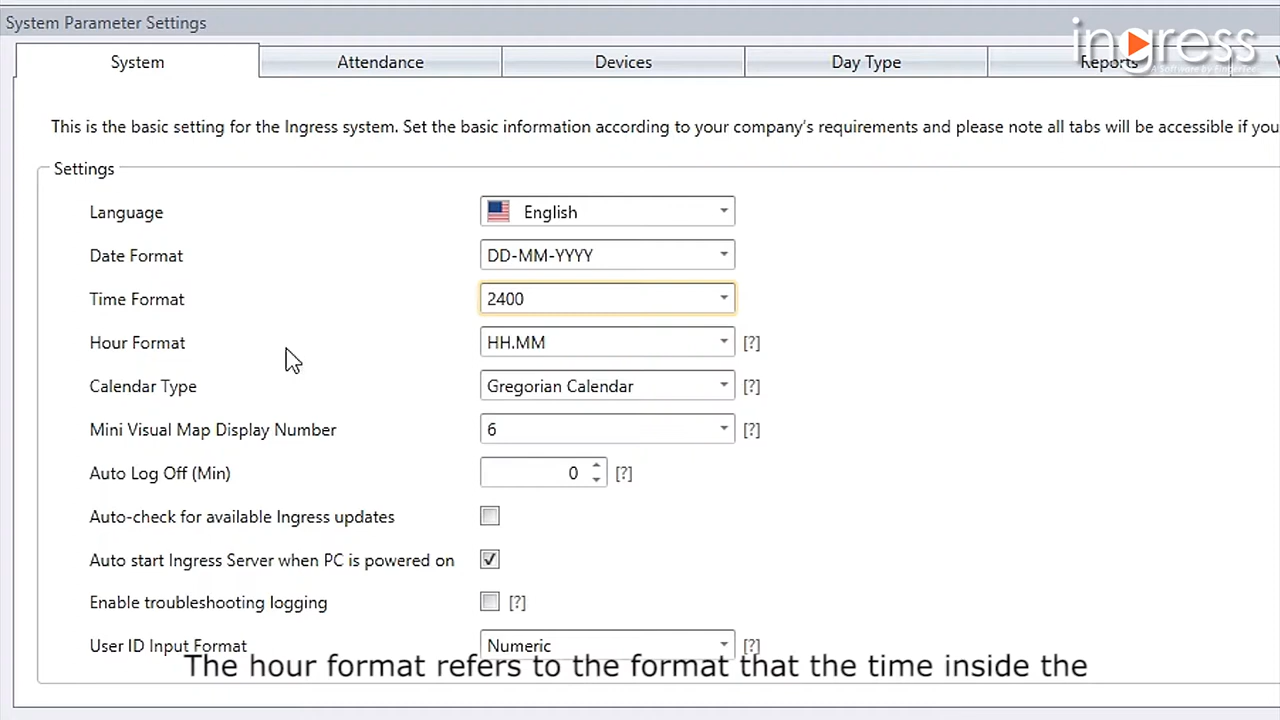 System Parameter Settings
ingress
A Software by FingerTec
System Attendance Devices Day Type Reports
This is the basic setting for the Ingress system. Set the basic information according to your company's requirements and please note all tabs will be accessible if you
Settings
Language English
Date Format DD-MM-YYYY
Time Format 2400
Hour Format HH.MM [?]
Calendar Type Gregorian Calendar [?]
Mini Visual Map Display Number 6 [?]
Auto Log Off (Min) 0 [?]
Auto-check for available Ingress updates
Auto start Ingress Server when PC is powered on
Enable troubleshooting logging [?]
User ID Input Format Numeric [?]
The hour format refers to the format that the time inside the